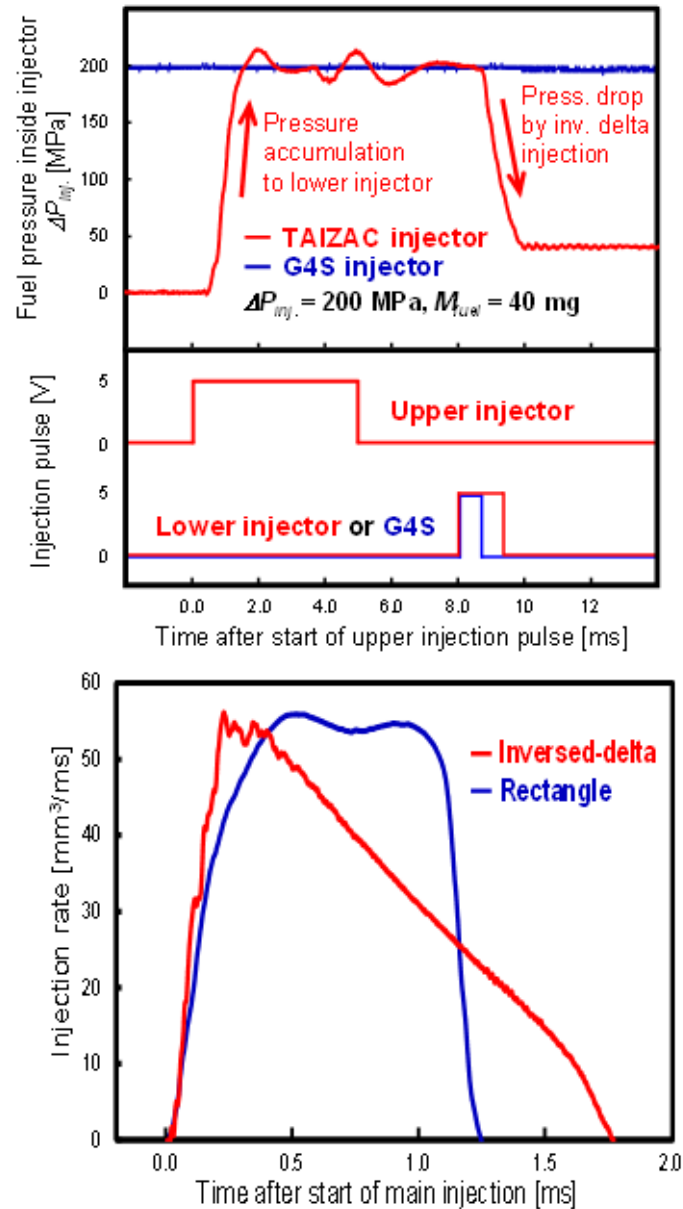 Fuel pressure inside injector
ΔP_Inj. [MPa]
200
150
100
50
0
Pressure
accumulation
to lower injector
Press. drop
by inv. delta
injection
TAIZAC injector
G4S injector
ΔP_inj. = 200 MPa, M_fuel = 40 mg
Injection pulse [V]
5
0
5
0
Upper injector
Lower injector or G4S
0.0 2.0 4.0 6.0 8.0 10 12
Time after start of upper injection pulse [ms]
Injection rate [mm³/ms]
60
50
40
30
20
10
0
Inversed-delta
Rectangle
0.0 0.5 1.0 1.5 2.0
Time after start of main injection [ms]